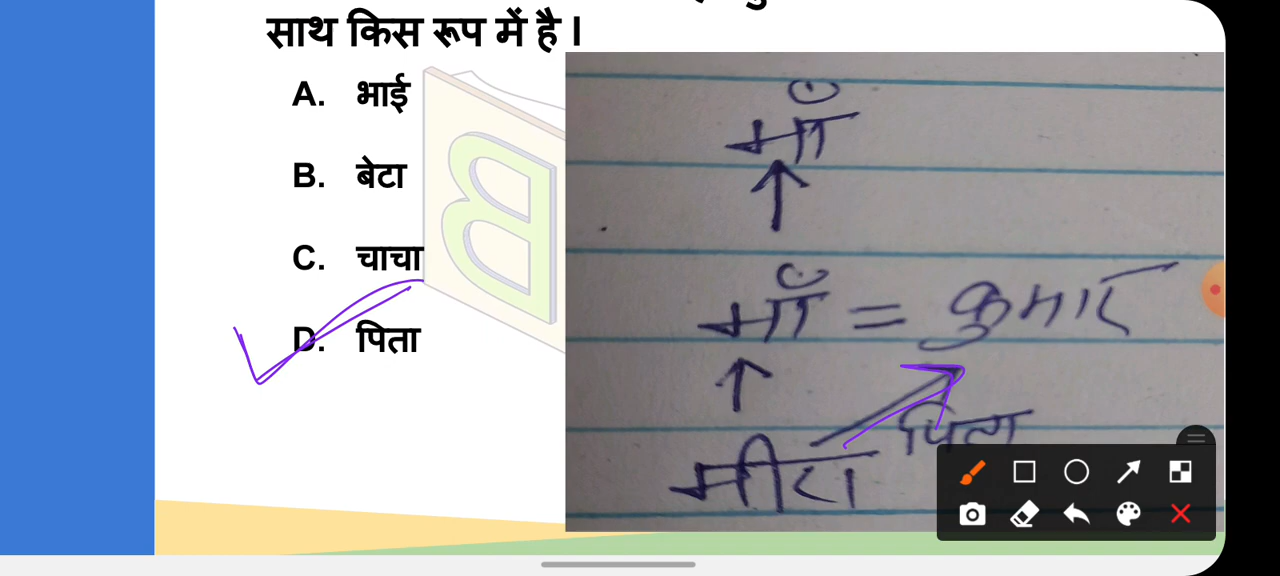 साथ किस रूप में है ।
A. भाई
B. बेटा
C. चाचा
D. पिता
माँ
माँ = कुमार
पिता
मीरा